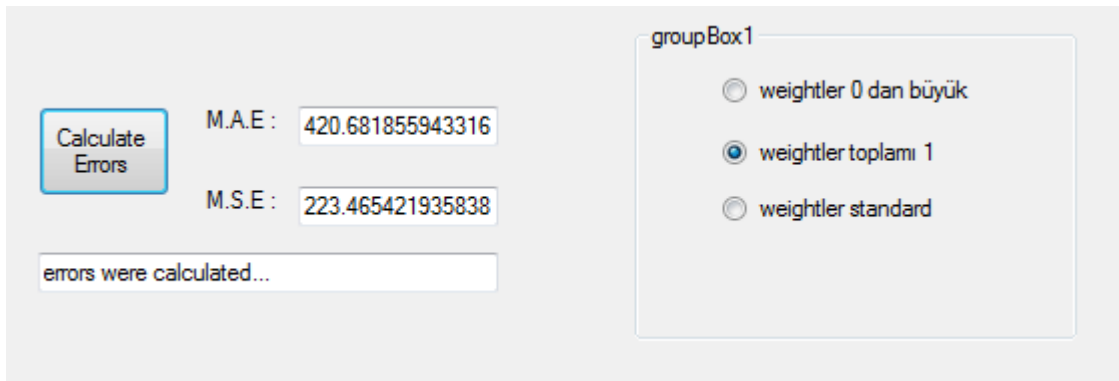 groupBox1
weightler 0 dan büyük
weightler toplamı 1
weightler standard
Calculate
Errors
M.A.E :
420.681855943316
M.S.E :
223.465421935838
errors were calculated...